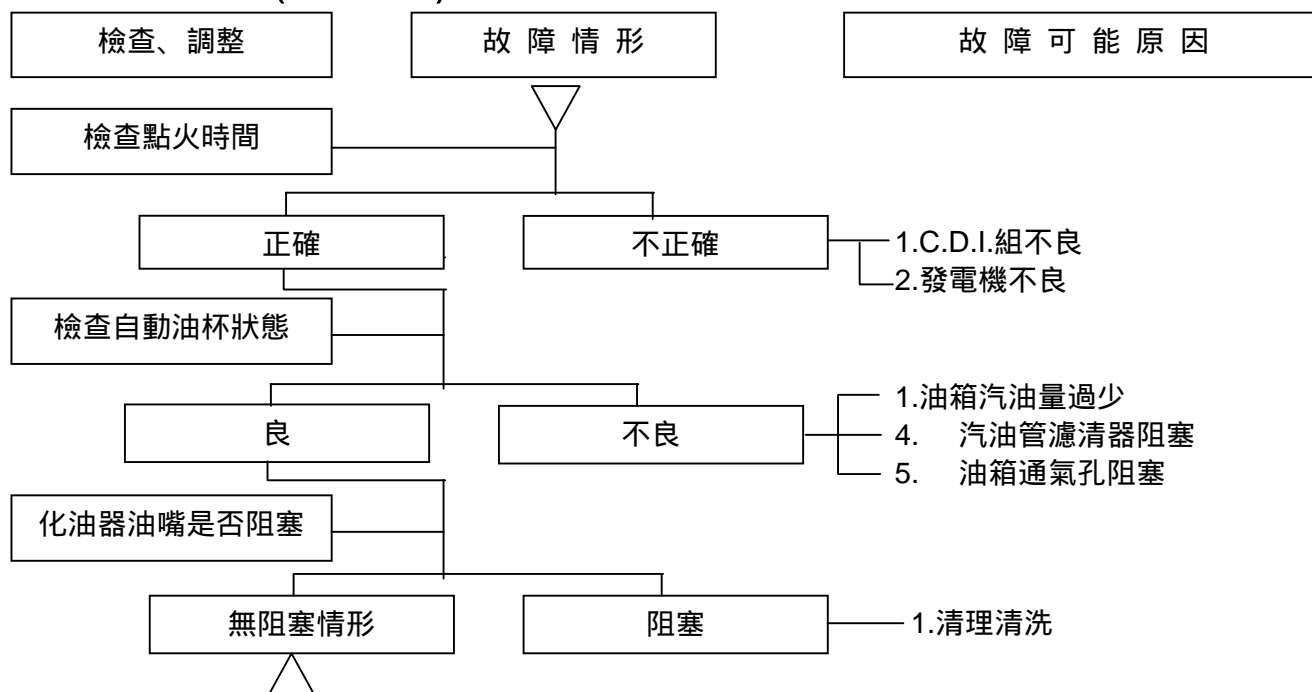 檢查、調整
故 障 情 形
故 障 可 能 原 因
檢查點火時間
正確
不正確
1.C.D.I.組不良
2.發電機不良
檢查自動油杯狀態
良
不良
1.油箱汽油量過少
4. 汽油管濾清器阻塞
5. 油箱通氣孔阻塞
化油器油嘴是否阻塞
無阻塞情形
阻塞
1.清理清洗